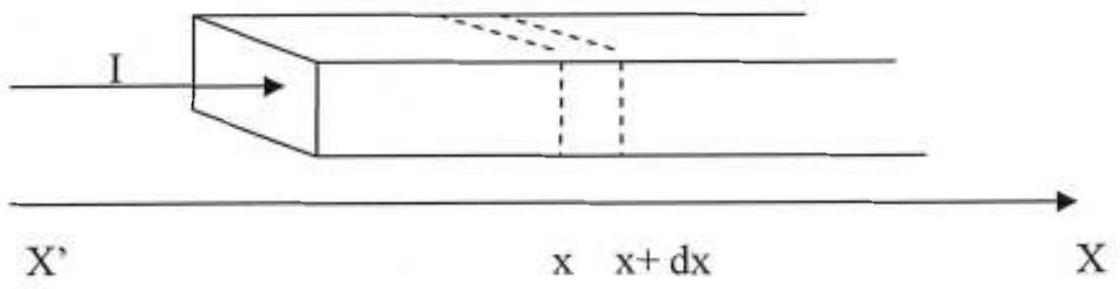 I
X’ x x+ dx X